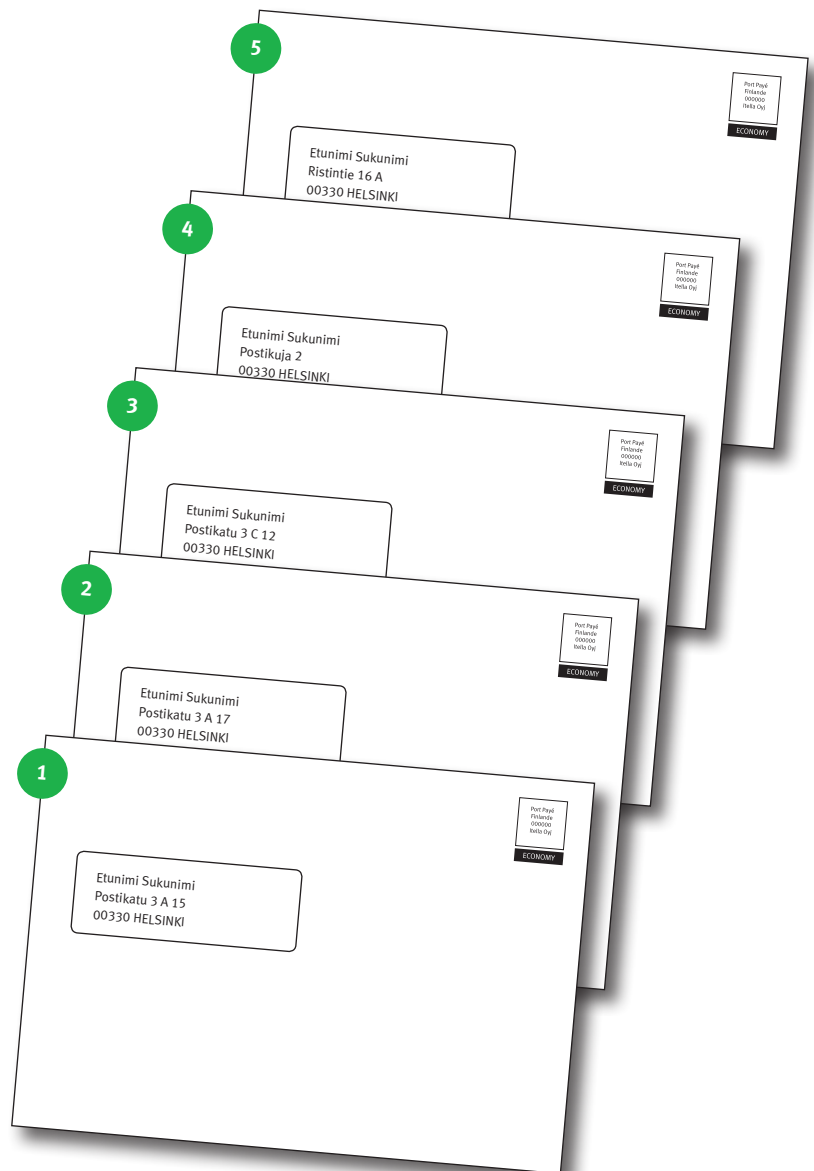 5
Port Payé
Finlande
000000
Itella Oyj
ECONOMY
Etunimi Sukunimi
Ristintie 16 A
00330 HELSINKI
4
Port Payé
Finlande
000000
Itella Oyj
ECONOMY
Etunimi Sukunimi
Postikuja 2
00330 HELSINKI
3
Port Payé
Finlande
000000
Itella Oyj
ECONOMY
Etunimi Sukunimi
Postikatu 3 C 12
00330 HELSINKI
2
Port Payé
Finlande
000000
Itella Oyj
ECONOMY
Etunimi Sukunimi
Postikatu 3 A 17
00330 HELSINKI
1
Port Payé
Finlande
000000
Itella Oyj
ECONOMY
Etunimi Sukunimi
Postikatu 3 A 15
00330 HELSINKI